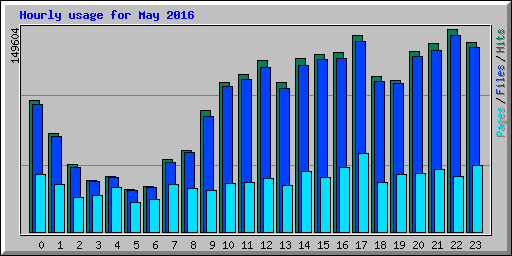 Hourly usage for May 2016
149604
Pages / Files / Hits
0 1 2 3 4 5 6 7 8 9 10 11 12 13 14 15 16 17 18 19 20 21 22 23